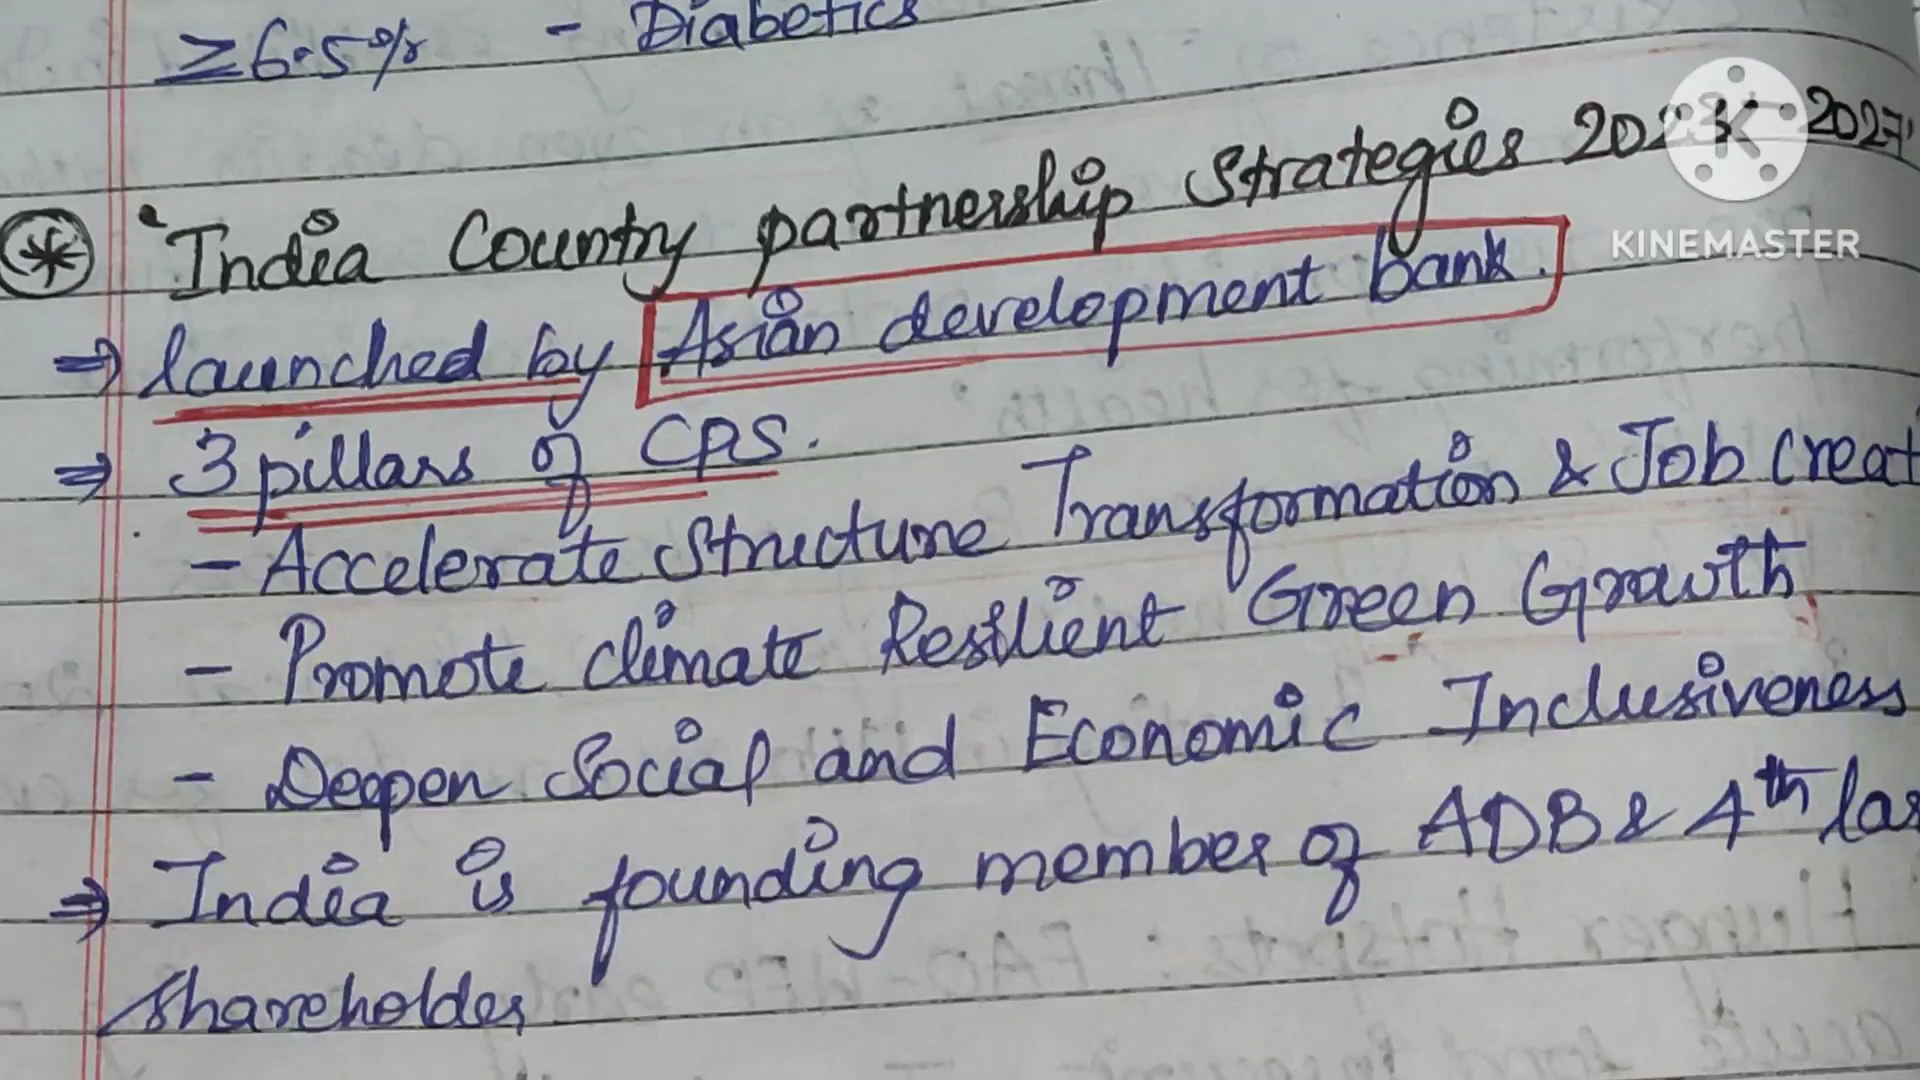 ≥6.5% - Diabetics
* "India Country partnership Strategies 2023-2027'
⇒ launched by Asian development bank.
⇒ 3 pillars of CPS.
- Accelerate Structure Transformation & Job Creat
- Promote climate Resilient Green Growth
- Deepen Social and Economic Inclusiveness
⇒ India is founding member of ADB & 4th lar
shareholder
KINEMASTER